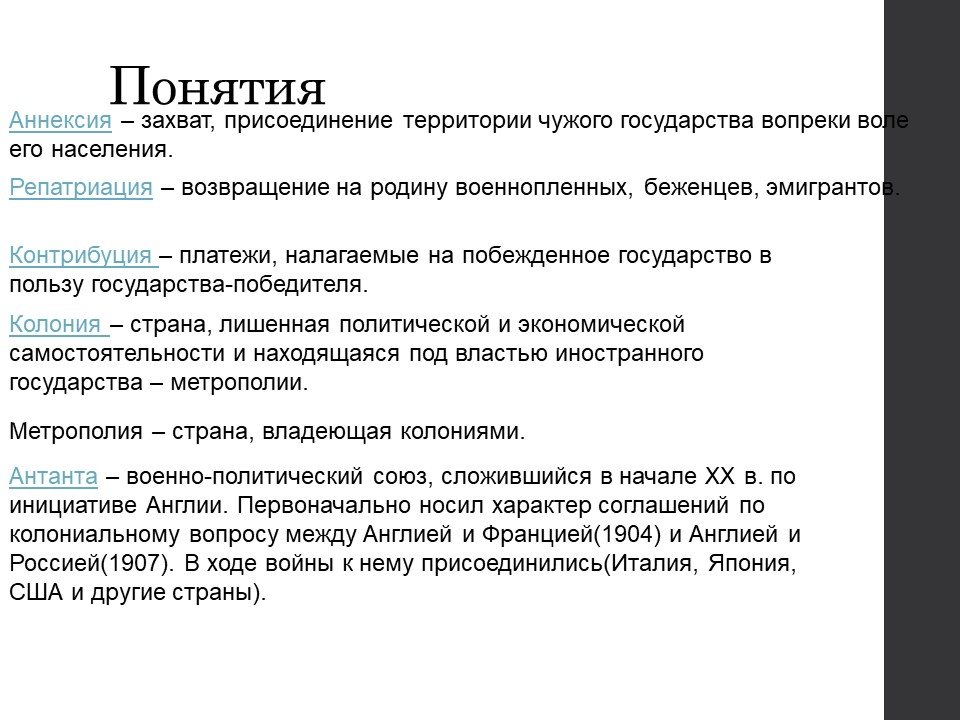 Понятия
Аннексия – захват, присоединение территории чужого государства вопреки воле
его населения.
Репатриация – возвращение на родину военнопленных, беженцев, эмигрантов.
Контрибуция – платежи, налагаемые на побежденное государство в
пользу государства-победителя.
Колония – страна, лишенная политической и экономической
самостоятельности и находящаяся под властью иностранного
государства – метрополии.
Метрополия – страна, владеющая колониями.
Антанта – военно-политический союз, сложившийся в начале XX в. по
инициативе Англии. Первоначально носил характер соглашений по
колониальному вопросу между Англией и Францией(1904) и Англией и
Россией(1907). В ходе войны к нему присоединились(Италия, Япония,
США и другие страны).